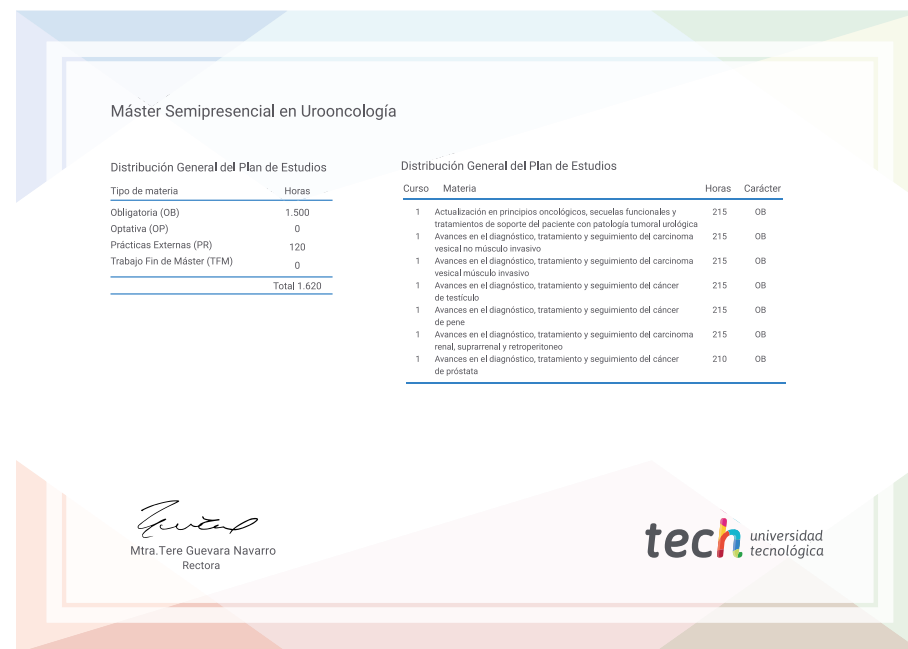 Máster Semipresencial en Urooncología
Distribución General del Plan de Estudios
Tipo de materia Horas
Obligatoria (OB) 1.500
Optativa (OP) 0
Prácticas Externas (PR) 120
Trabajo Fin de Máster (TFM) 0
Total 1.620
Distribución General del Plan de Estudios
Curso Materia Horas Carácter
1 Actualización en principios oncológicos, secuelas funcionales y 215 OB
tratamientos de soporte del paciente con patología tumoral urológica
1 Avances en el diagnóstico, tratamiento y seguimiento del carcinoma 215 OB
vesical no músculo invasivo
1 Avances en el diagnóstico, tratamiento y seguimiento del carcinoma 215 OB
vesical músculo invasivo
1 Avances en el diagnóstico, tratamiento y seguimiento del cáncer 215 OB
de testículo
1 Avances en el diagnóstico, tratamiento y seguimiento del cáncer 215 OB
de pene
1 Avances en el diagnóstico, tratamiento y seguimiento del carcinoma 215 OB
renal, suprarrenal y retroperitoneo
1 Avances en el diagnóstico, tratamiento y seguimiento del cáncer 210 OB
de próstata
Mtra.Tere Guevara Navarro
Rectora
tech universidad
tecnológica